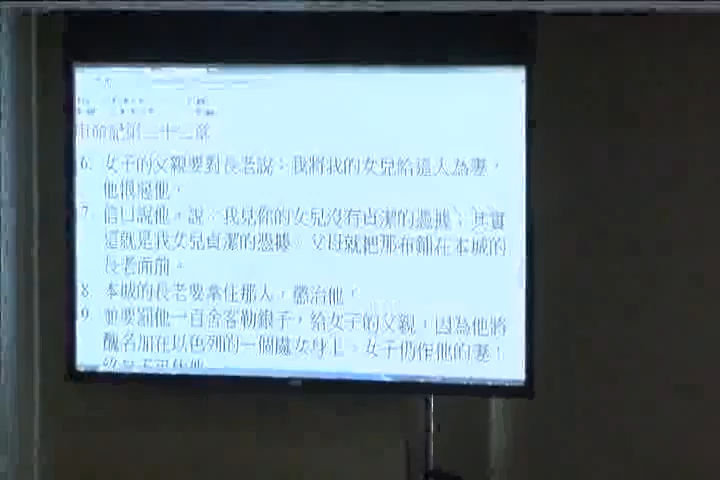 申命記第二十二章
6. 女子的父親要對長老說：我將我的女兒給這人為妻，
他恨惡他，
7. 信口說他，說：我見你的女兒沒有貞潔的憑據；其實
這就是我女兒貞潔的憑據。父母就把那布鋪在本城的
長老面前。
8. 本城的長老要拿住那人，懲治他，
9. 並要罰他一百舍客勒銀子，給女子的父親，因為他將
醜名加在以色列的一個處女身上。女子仍作他的妻，